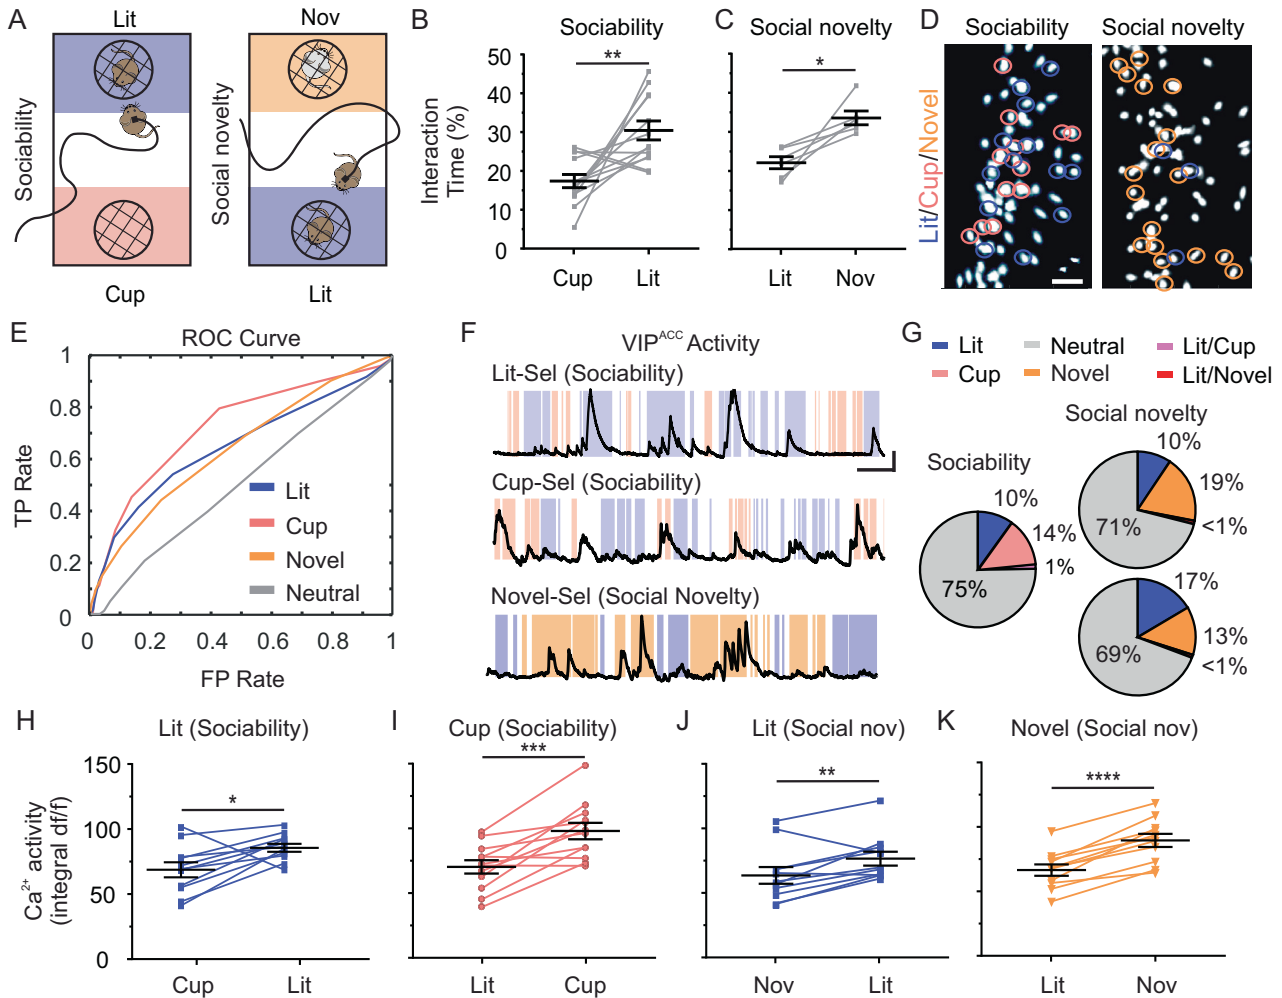 A
Lit
Nov
Sociability
Social novelty
Cup
Lit
B
Sociability
**
Interaction
Time (%)
50
40
30
20
10
0
Cup
Lit
C
Social novelty
*
Lit
Nov
D
Sociability
Social novelty
Lit/Cup/Novel
E
ROC Curve
TP Rate
1
0.8
0.6
0.4
0.2
0
Lit
Cup
Novel
Neutral
0
0.2
0.4
0.6
0.8
1
FP Rate
F
VIP^ACC Activity
Lit-Sel (Sociability)
Cup-Sel (Sociability)
Novel-Sel (Social Novelty)
G
Lit
Neutral
Lit/Cup
Cup
Novel
Lit/Novel
Sociability
10%
14%
1%
75%
Social novelty
10%
19%
<1%
71%
17%
13%
<1%
69%
H
Lit (Sociability)
*
Ca²⁺ activity
(integral df/f)
150
100
50
0
Cup
Lit
I
Cup (Sociability)
***
Lit
Cup
J
Lit (Social nov)
**
Nov
Lit
K
Novel (Social nov)
****
Lit
Nov